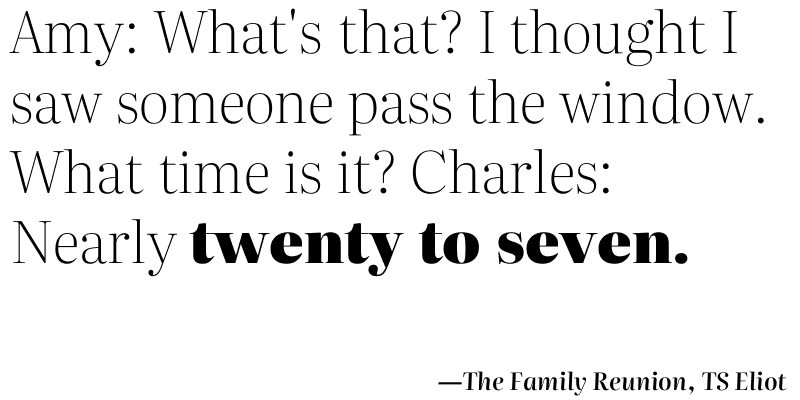 Amy: What's that? I thought I
saw someone pass the window.
What time is it? Charles:
Nearly twenty to seven.
—The Family Reunion, TS Eliot